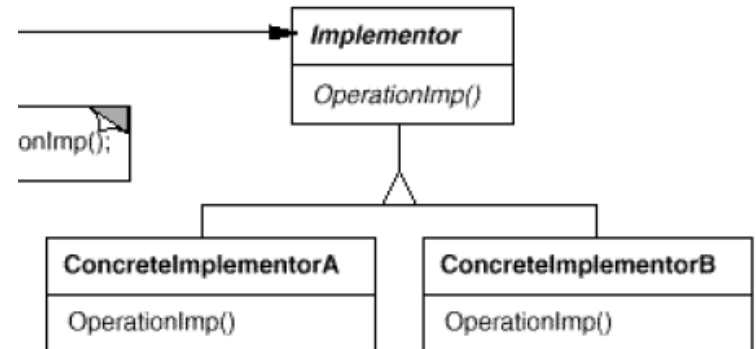 Implementor
OperationImp()
onImp();
ConcreteImplementorA
ConcreteImplementorB
OperationImp()
OperationImp()